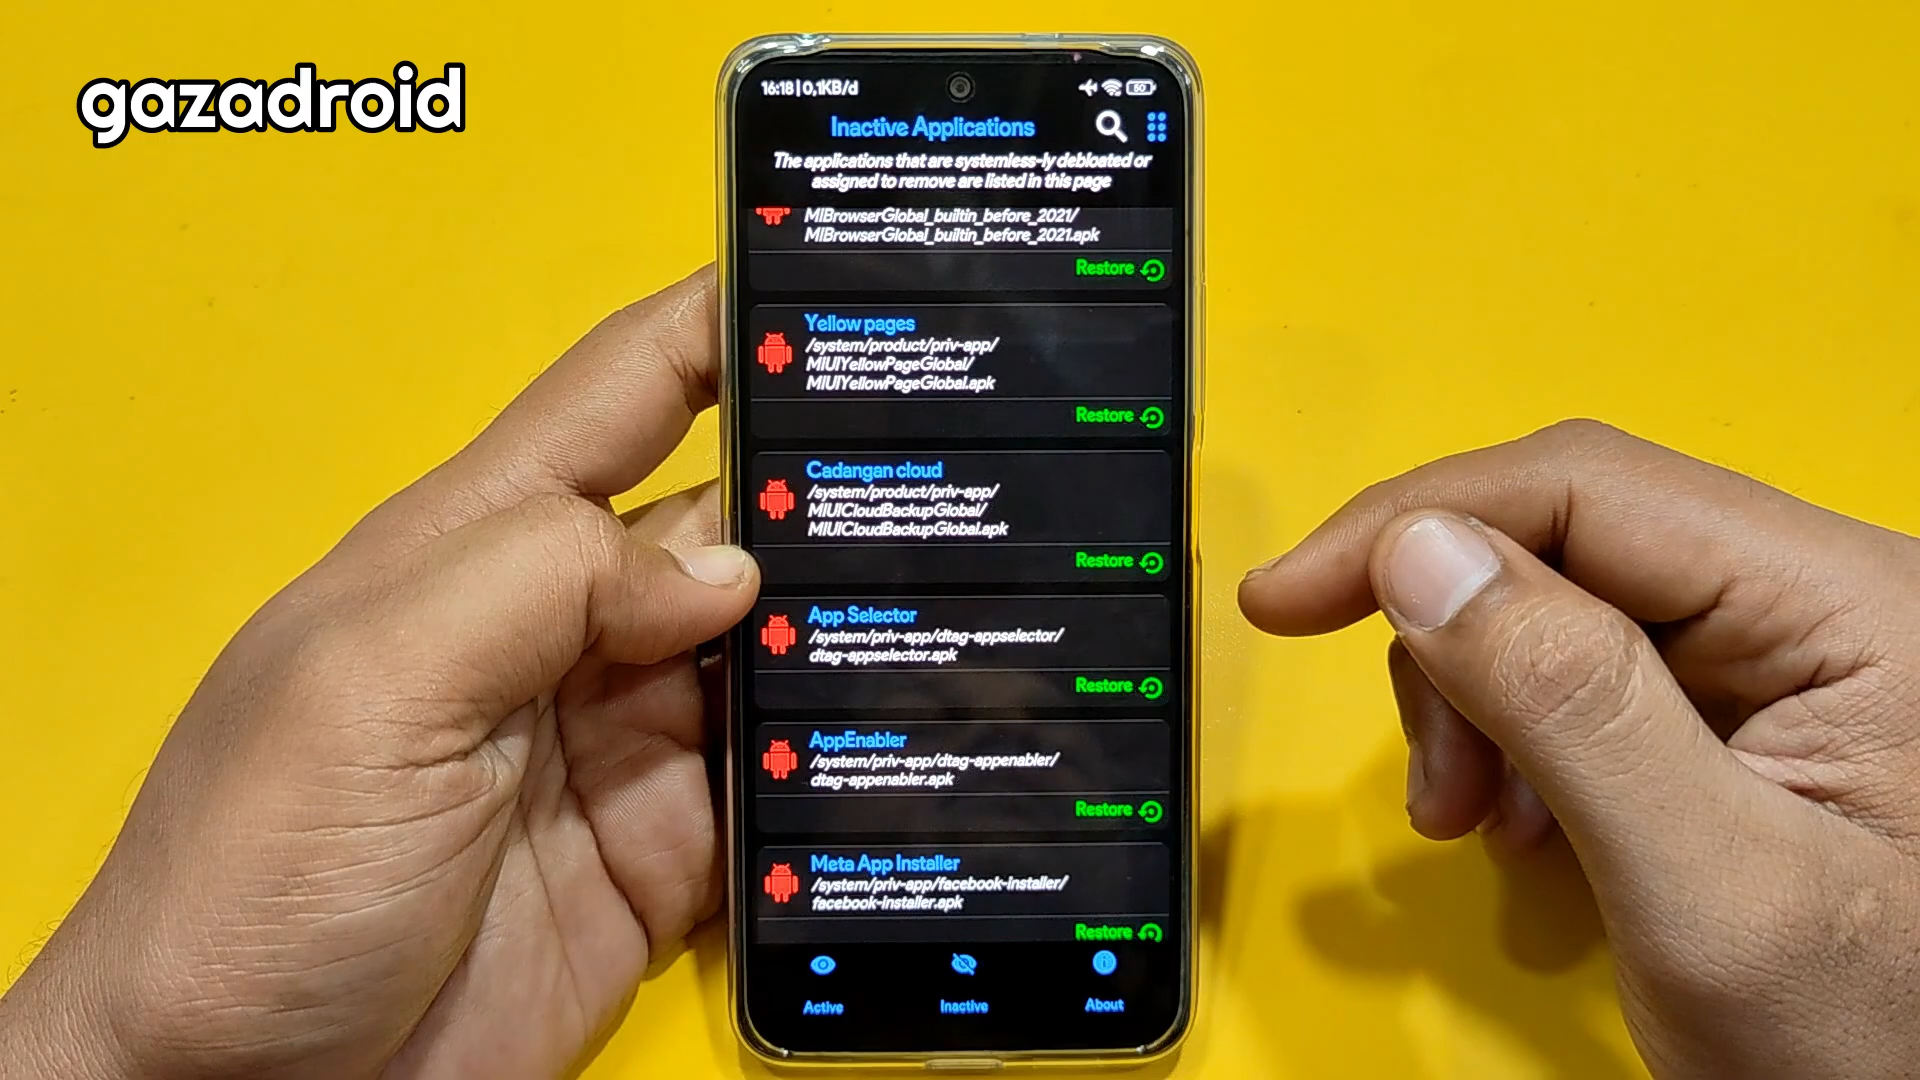 gazadroid
16:18 | 0,1KB/d
50
Inactive Applications
The applications that are systemless-ly debloated or
assigned to remove are listed in this page
MIBrowserGlobal_builtin_before_2021/
MIBrowserGlobal_builtin_before_2021.apk
Restore
Yellow pages
/system/product/priv-app/
MIUIYellowPageGlobal/
MIUIYellowPageGlobal.apk
Restore
Cadangan cloud
/system/product/priv-app/
MIUICloudBackupGlobal/
MIUICloudBackupGlobal.apk
Restore
App Selector
/system/priv-app/dtag-appselector/
dtag-appselector.apk
Restore
AppEnabler
/system/priv-app/dtag-appenabler/
dtag-appenabler.apk
Restore
Meta App Installer
/system/priv-app/facebook-installer/
facebook-installer.apk
Restore
Active
Inactive
About